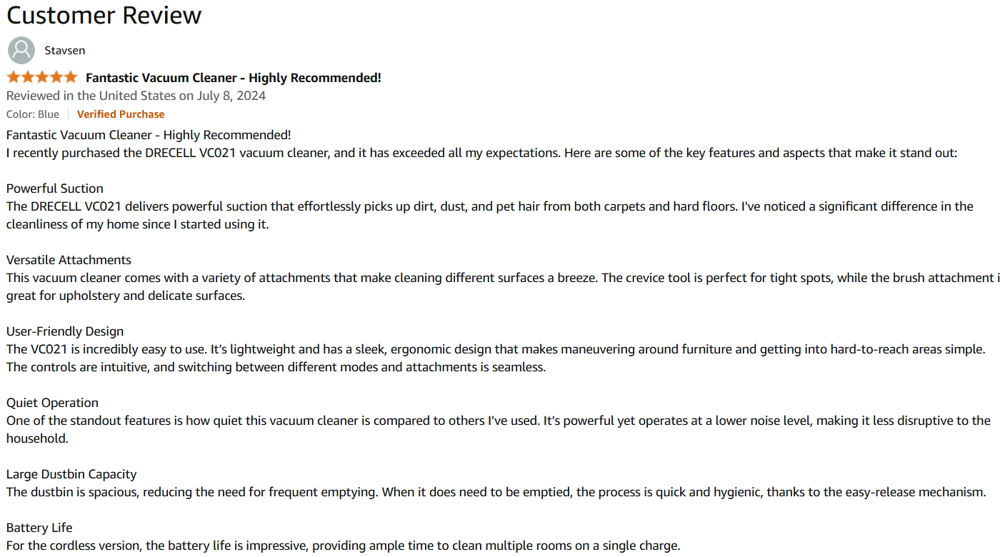 Customer Review
Stavsen
Fantastic Vacuum Cleaner - Highly Recommended!
Reviewed in the United States on July 8, 2024
Color: Blue | Verified Purchase
Fantastic Vacuum Cleaner - Highly Recommended!
I recently purchased the DRECELL VC021 vacuum cleaner, and it has exceeded all my expectations. Here are some of the key features and aspects that make it stand out:
Powerful Suction
The DRECELL VC021 delivers powerful suction that effortlessly picks up dirt, dust, and pet hair from both carpets and hard floors. I've noticed a significant difference in the
cleanliness of my home since I started using it.
Versatile Attachments
This vacuum cleaner comes with a variety of attachments that make cleaning different surfaces a breeze. The crevice tool is perfect for tight spots, while the brush attachment
great for upholstery and delicate surfaces.
User-Friendly Design
The VC021 is incredibly easy to use. It’s lightweight and has a sleek, ergonomic design that makes maneuvering around furniture and getting into hard-to-reach areas simple.
The controls are intuitive, and switching between different modes and attachments is seamless.
Quiet Operation
One of the standout features is how quiet this vacuum cleaner is compared to others I’ve used. It’s powerful yet operates at a lower noise level, making it less disruptive to the
household.
Large Dustbin Capacity
The dustbin is spacious, reducing the need for frequent emptying. When it does need to be emptied, the process is quick and hygienic, thanks to the easy-release mechanism.
Battery Life
For the cordless version, the battery life is impressive, providing ample time to clean multiple rooms on a single charge.